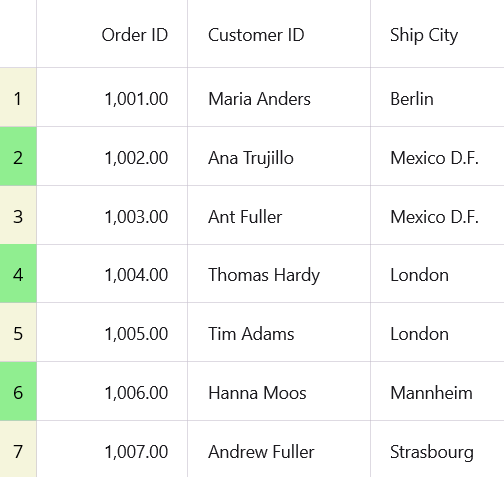 Order ID Customer ID Ship City
1 1,001.00 Maria Anders Berlin
2 1,002.00 Ana Trujillo Mexico D.F.
3 1,003.00 Ant Fuller Mexico D.F.
4 1,004.00 Thomas Hardy London
5 1,005.00 Tim Adams London
6 1,006.00 Hanna Moos Mannheim
7 1,007.00 Andrew Fuller Strasbourg